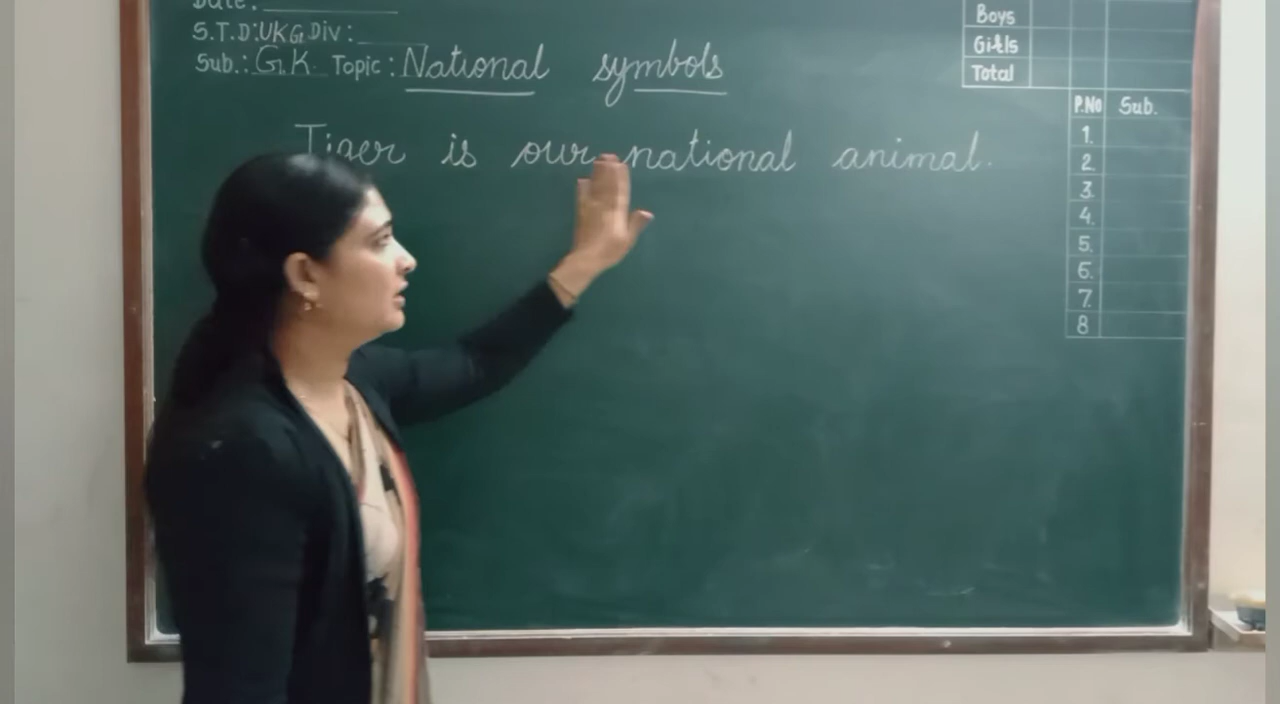 Date:
S.T.D:UKG Div:
Sub.: G.K. Topic: National symbols
Tiger is our national animal.
Boys
Girls
Total
P.No Sub.
1.
2.
3.
4.
5.
6.
7.
8